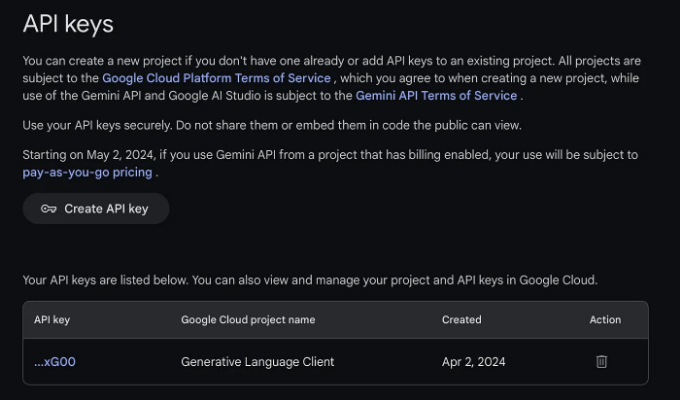 API keys
You can create a new project if you don't have one already or add API keys to an existing project. All projects are
subject to the Google Cloud Platform Terms of Service , which you agree to when creating a new project, while
use of the Gemini API and Google AI Studio is subject to the Gemini API Terms of Service .
Use your API keys securely. Do not share them or embed them in code the public can view.
Starting on May 2, 2024, if you use Gemini API from a project that has billing enabled, your use will be subject to
pay-as-you-go pricing .
Create API key
Your API keys are listed below. You can also view and manage your project and API keys in Google Cloud.
API key Google Cloud project name Created Action
...xG00 Generative Language Client Apr 2, 2024